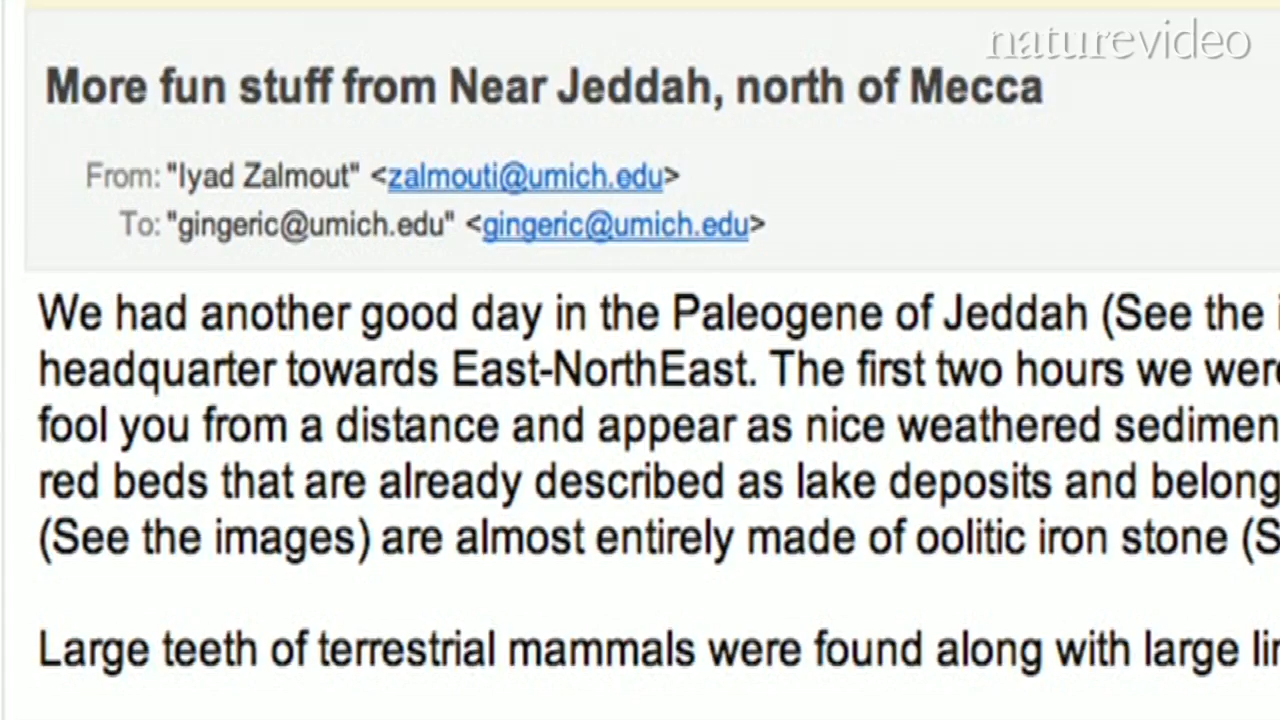 naturevideo
More fun stuff from Near Jeddah, north of Mecca
From: "Iyad Zalmout" <zalmouti@umich.edu>
To: "gingeric@umich.edu" <gingeric@umich.edu>
We had another good day in the Paleogene of Jeddah (See the
headquarter towards East-NorthEast. The first two hours we were
fool you from a distance and appear as nice weathered sedimen
red beds that are already described as lake deposits and belong
(See the images) are almost entirely made of oolitic iron stone (S
Large teeth of terrestrial mammals were found along with large